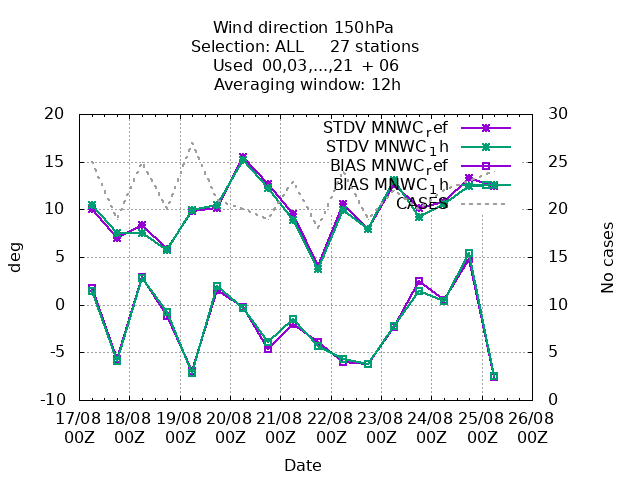 Wind direction 150hPa
Selection: ALL 27 stations
Used 00,03,...,21 + 06
Averaging window: 12h
20 30
STDV MNWC_ref
STDV MNWC_1h
BIAS MNWC_ref
BIAS MNWC_1h
CASES
15 25
10 20
5 15
0 10
-5 5
-10 0
deg
No cases
17/08 18/08 19/08 20/08 21/08 22/08 23/08 24/08 25/08 26/08
00Z 00Z 00Z 00Z 00Z 00Z 00Z 00Z 00Z 00Z
Date